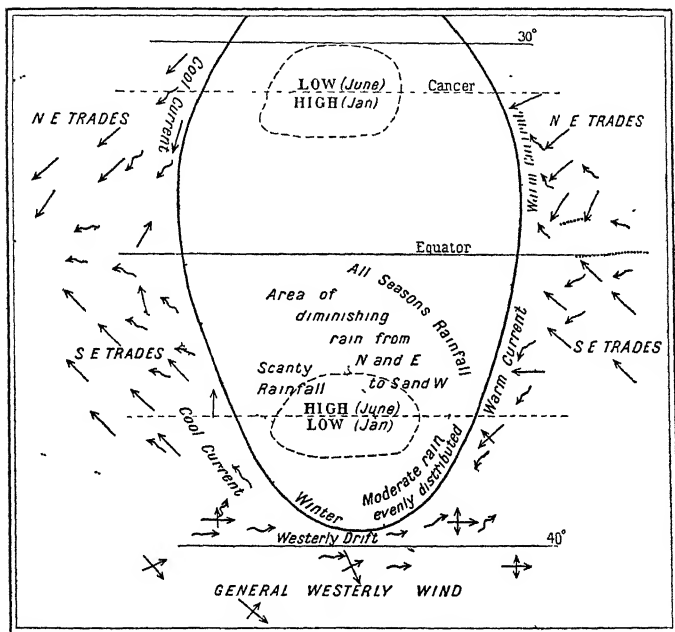 30°
Cool Current
LOW (June)
HIGH (Jan)
Cancer
N E TRADES
N E TRADES
Cool Current
Warm Current
Equator
All Seasons Rainfall
Area of
diminishing
rain from
N and E
to S and W
Scanty
Rainfall
S E TRADES
S E TRADES
Warm Current
HIGH (June)
LOW (Jan)
Cool Current
Winter
Moderate rain
evenly distributed
Westerly Drift
40°
GENERAL WESTERLY WIND